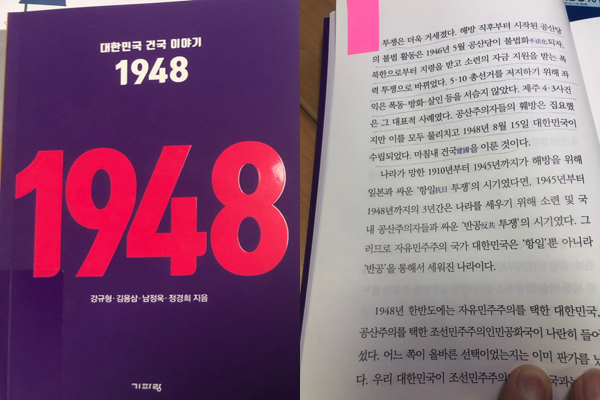 대한민국 건국 이야기
1948
1948
강규형·김용삼·남정욱·정경희 지음
기파랑
투쟁은 더욱 거세졌다. 해방 직후부터 시작된 공산당
의 불법 활동은 1946년 5월 공산당이 불법화不法化되자,
북한으로부터 지령을 받고 소련의 자금 지원을 받는 폭
력 투쟁으로 바뀌었다. 5·10 총선거를 저지하기 위해 좌
익은 폭동·방화·살인 등을 서슴지 않았다. 제주 4·3사건
은 그 대표적 사례였다. 공산주의자들의 훼방은 집요했
지만 이를 모두 물리치고 1948년 8월 15일 대한민국이
수립되었다. 마침내 건국建國을 이룬 것이다.
나라가 망한 1910년부터 1945년까지가 해방을 위해
일본과 싸운 '항일抗日 투쟁'의 시기였다면, 1945년부터
1948년까지의 3년간은 나라를 세우기 위해 소련 및 국
내 공산주의자들과 싸운 '반공反共 투쟁'의 시기였다. 그
러므로 자유민주주의 국가 대한민국은 '항일'뿐 아니라
'반공'을 통해서 세워진 나라이다.
1948년 한반도에는 자유민주주의를 택한 대한민국,
공산주의를 택한 조선민주주의인민공화국이 나란히 들어
섰다. 어느 쪽이 올바른 선택이었는지는 이미 판가름 났
다. 우리 대한민국이 조선민주주의